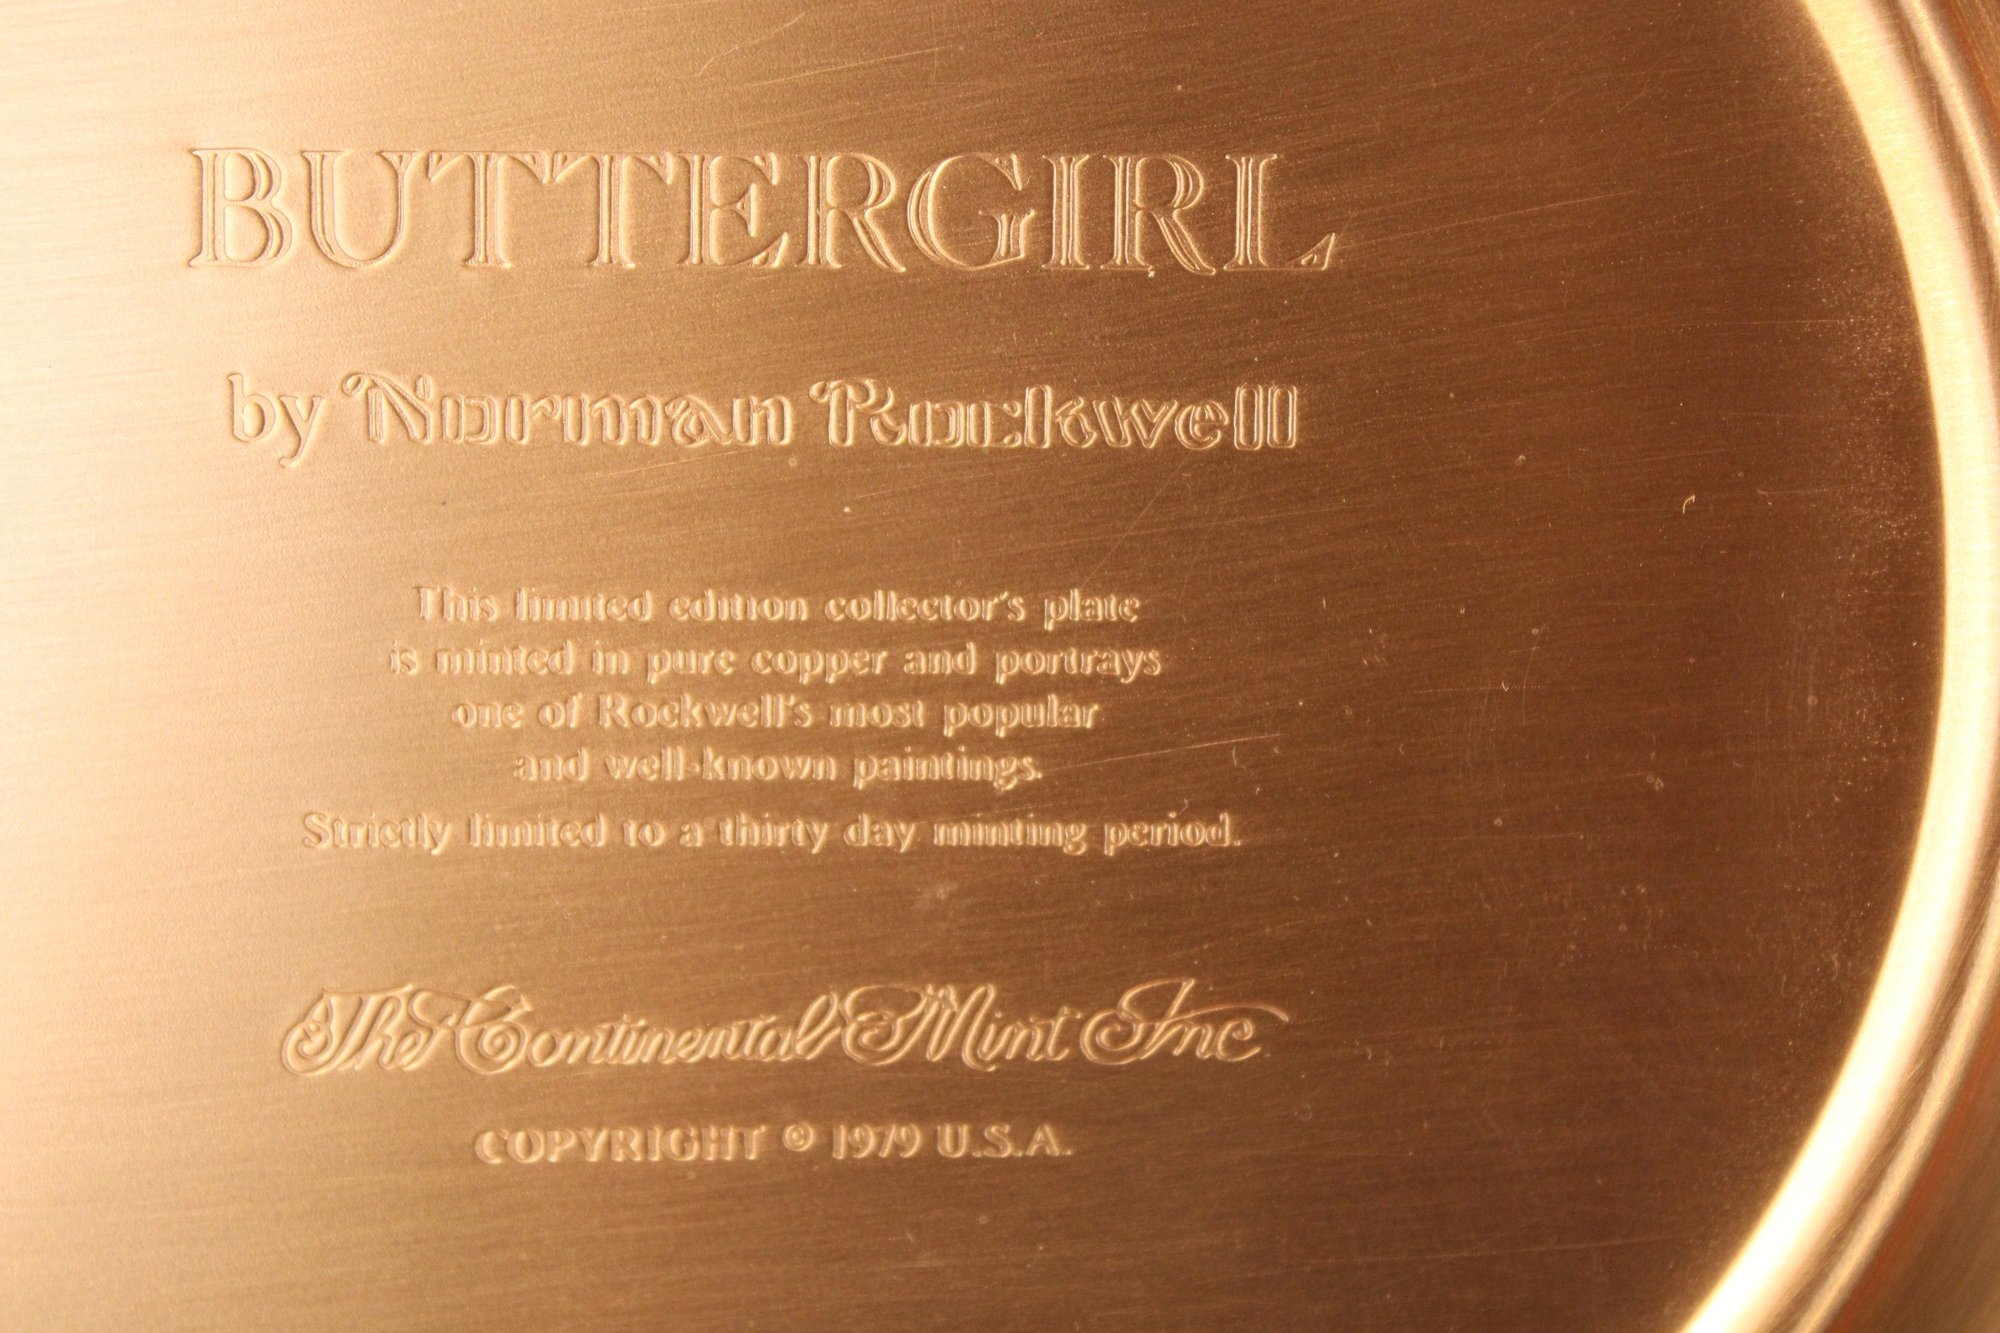 BUTTERGIRL
by Norman Rockwell
This limited edition collector's plate
is minted in pure copper and portrays
one of Rockwell's most popular
and well-known paintings.
Strictly limited to a thirty day minting period.
The Continental Mint Inc
COPYRIGHT © 1979 U.S.A.